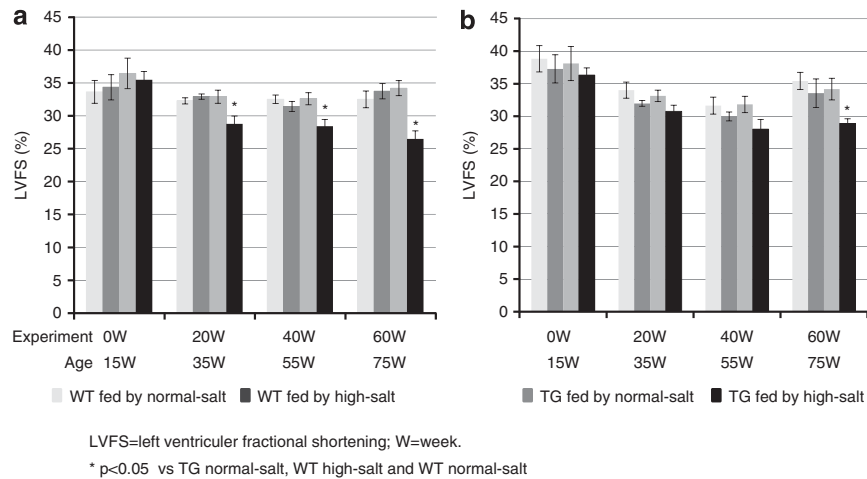 a
b
45
40
35
30
25
20
15
10
5
0
LVFS (%)
*
*
*
45
40
35
30
25
20
15
10
5
0
LVFS (%)
*
Experiment 0W 20W 40W 60W
Age 15W 35W 55W 75W
0W 20W 40W 60W
15W 35W 55W 75W
WT fed by normal-salt WT fed by high-salt
TG fed by normal-salt TG fed by high-salt
LVFS=left ventriculer fractional shortening; W=week.
* p<0.05 vs TG normal-salt, WT high-salt and WT normal-salt